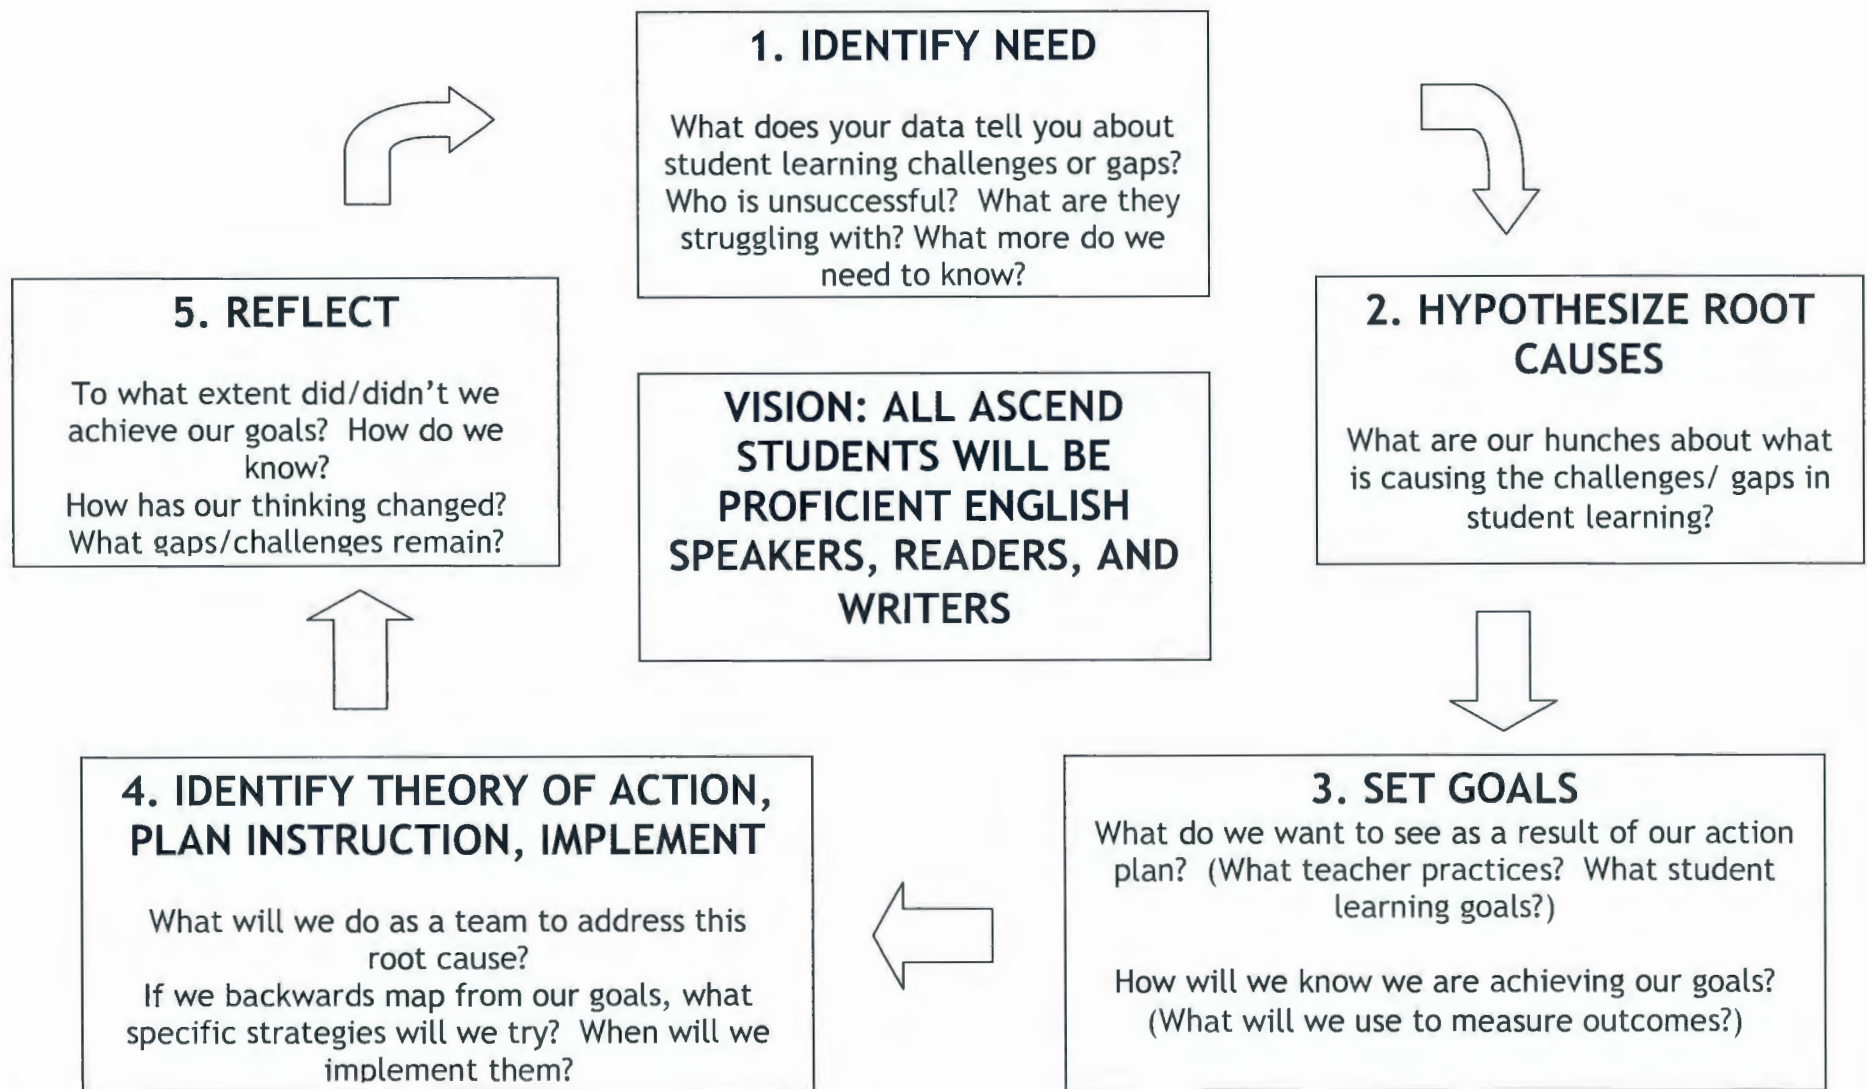 1. IDENTIFY NEED
What does your data tell you about
student learning challenges or gaps?
Who is unsuccessful? What are they
struggling with? What more do we
need to know?
2. HYPOTHESIZE ROOT
CAUSES
What are our hunches about what
is causing the challenges/ gaps in
student learning?
3. SET GOALS
What do we want to see as a result of our action
plan? (What teacher practices? What student
learning goals?)
How will we know we are achieving our goals?
(What will we use to measure outcomes?)
4. IDENTIFY THEORY OF ACTION,
PLAN INSTRUCTION, IMPLEMENT
What will we do as a team to address this
root cause?
If we backwards map from our goals, what
specific strategies will we try? When will we
implement them?
5. REFLECT
To what extent did/didn't we
achieve our goals? How do we
know?
How has our thinking changed?
What gaps/challenges remain?
VISION: ALL ASCEND
STUDENTS WILL BE
PROFICIENT ENGLISH
SPEAKERS, READERS, AND
WRITERS